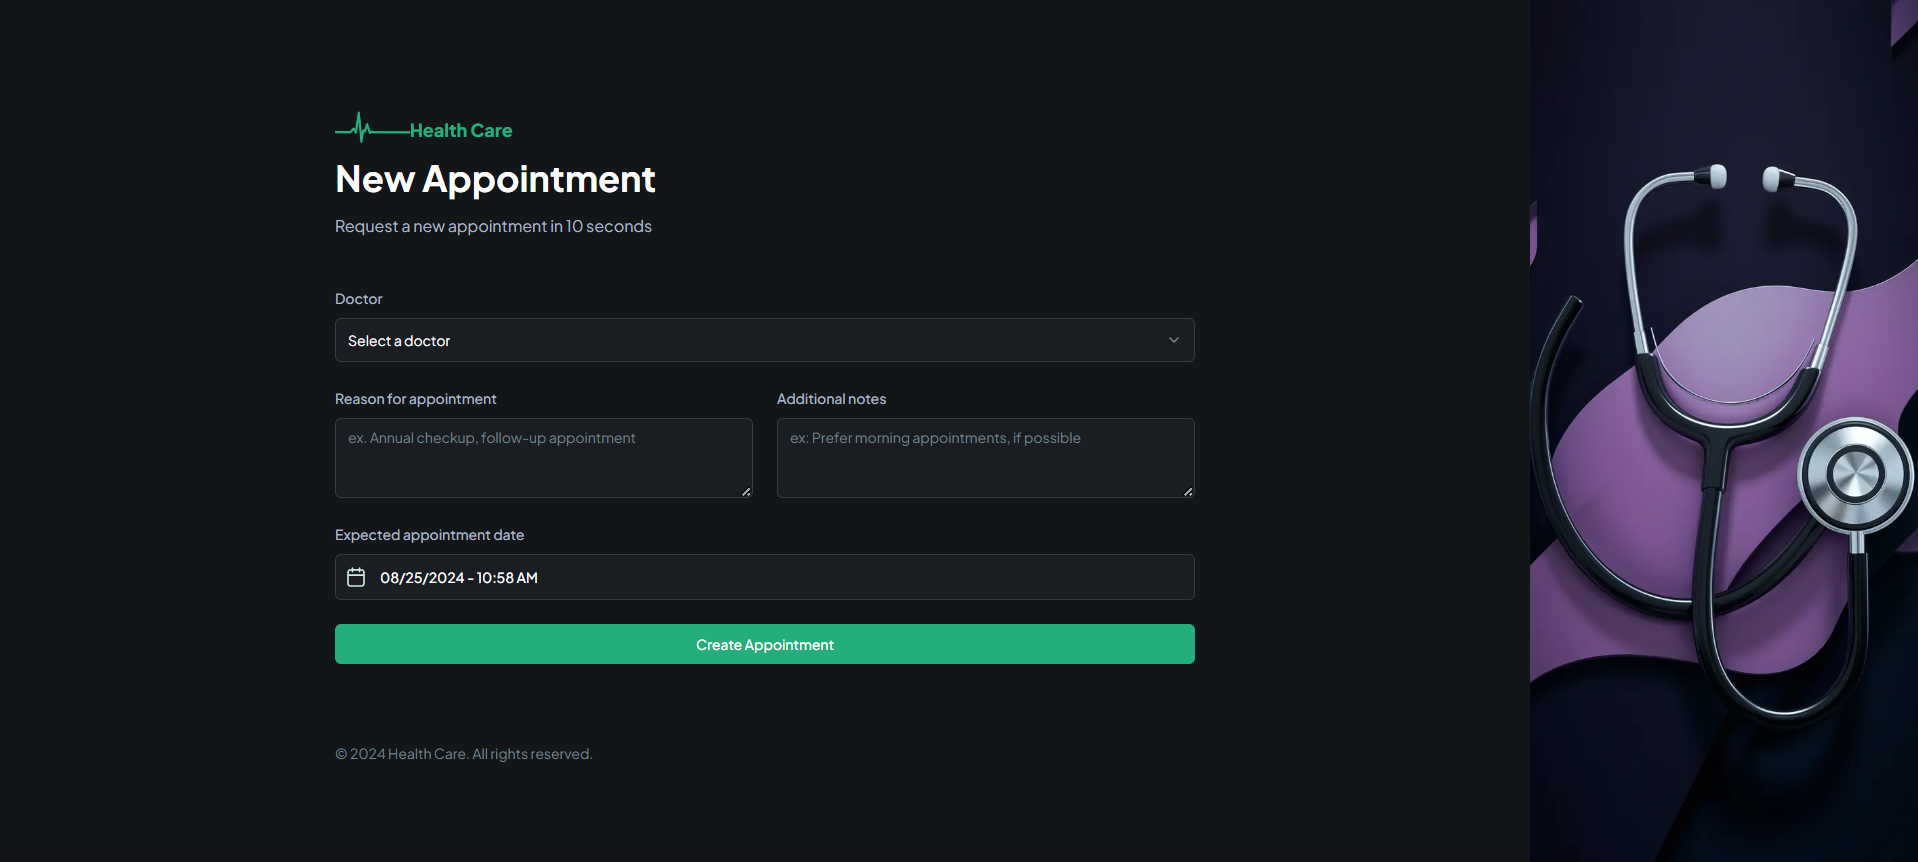 Health Care
New Appointment
Request a new appointment in 10 seconds
Doctor
Select a doctor
Reason for appointment
ex. Annual checkup, follow-up appointment
Additional notes
ex: Prefer morning appointments, if possible
Expected appointment date
08/25/2024 - 10:58 AM
Create Appointment
© 2024 Health Care. All rights reserved.